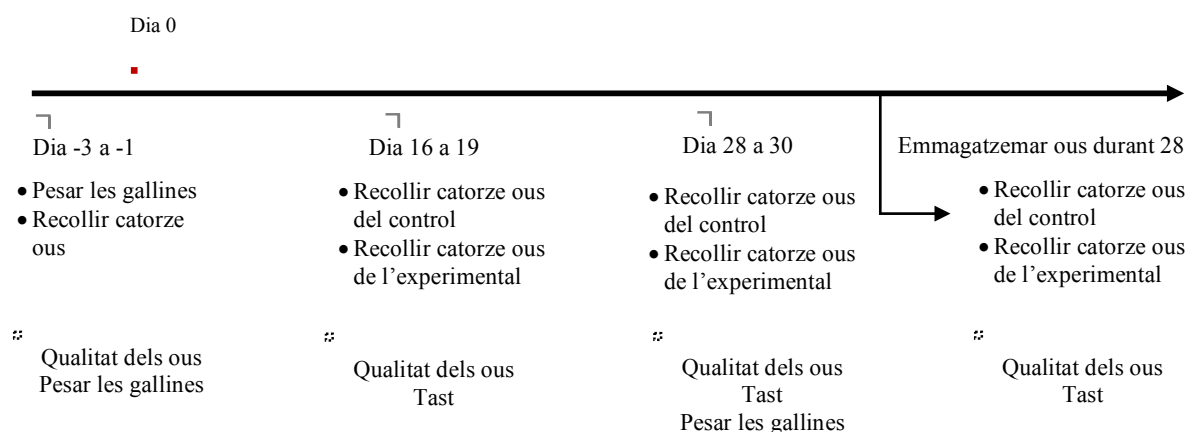 Dia 0
Dia -3 a -1
• Pesar les gallines
• Recollir catorze
ous
Qualitat dels ous
Pesar les gallines
Dia 16 a 19
• Recollir catorze ous
del control
• Recollir catorze ous
de l’experimental
Qualitat dels ous
Tast
Dia 28 a 30
• Recollir catorze ous
del control
• Recollir catorze ous
de l’experimental
Qualitat dels ous
Tast
Pesar les gallines
Emmagatzemar ous durant 28
• Recollir catorze ous
del control
• Recollir catorze ous
de l’experimental
Qualitat dels ous
Tast